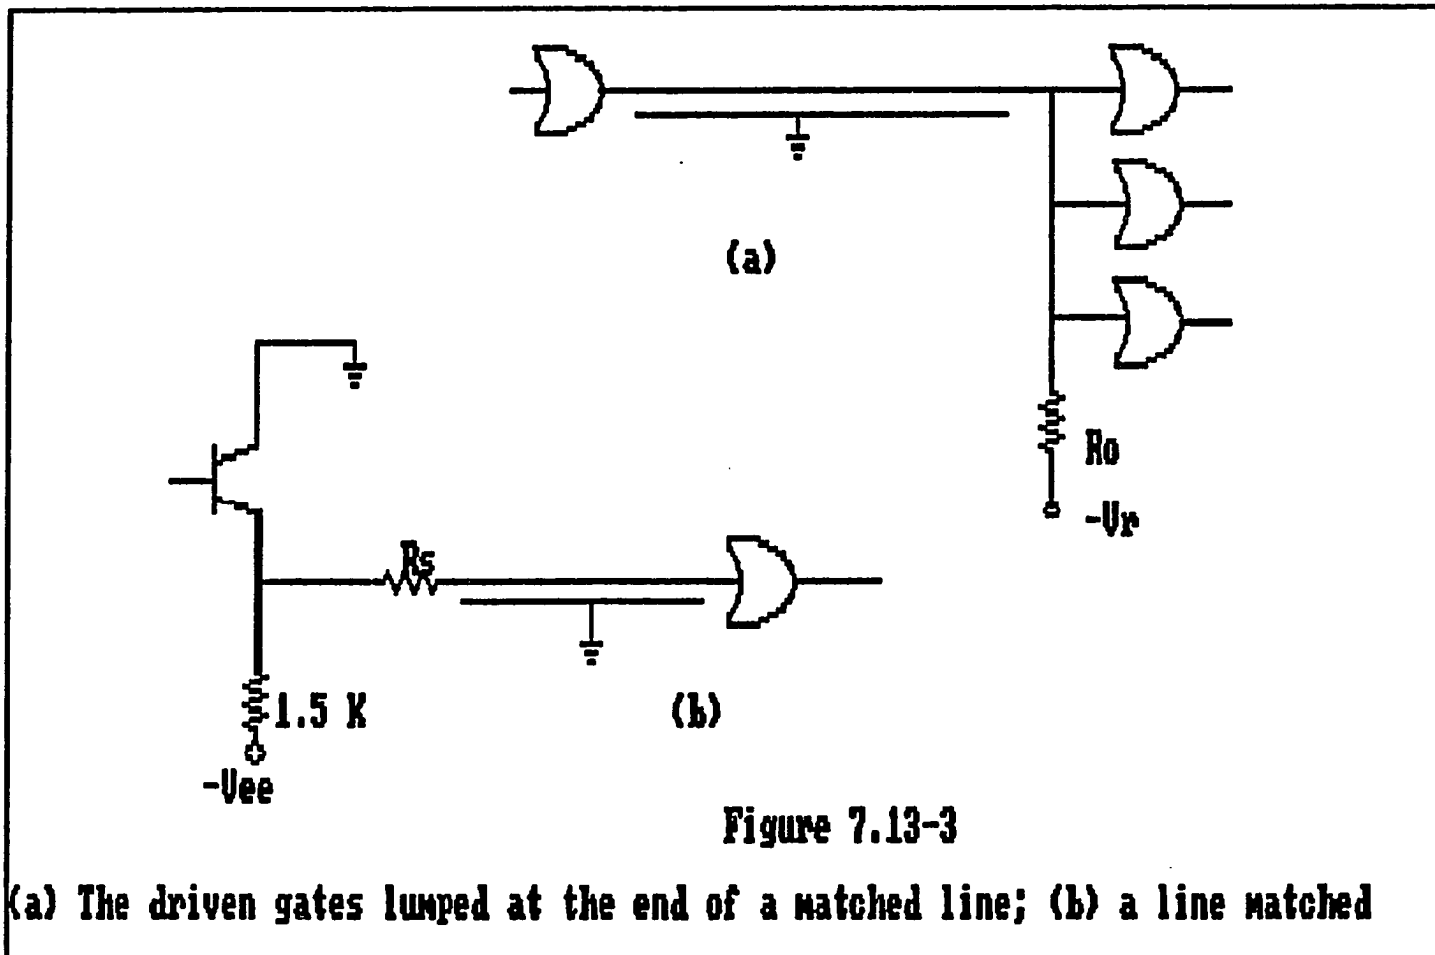 (a)
Ro
-Vr
Rs
1.5 K
(b)
-Vee
Figure 7.13-3
(a) The driven gates lumped at the end of a matched line; (b) a line matched